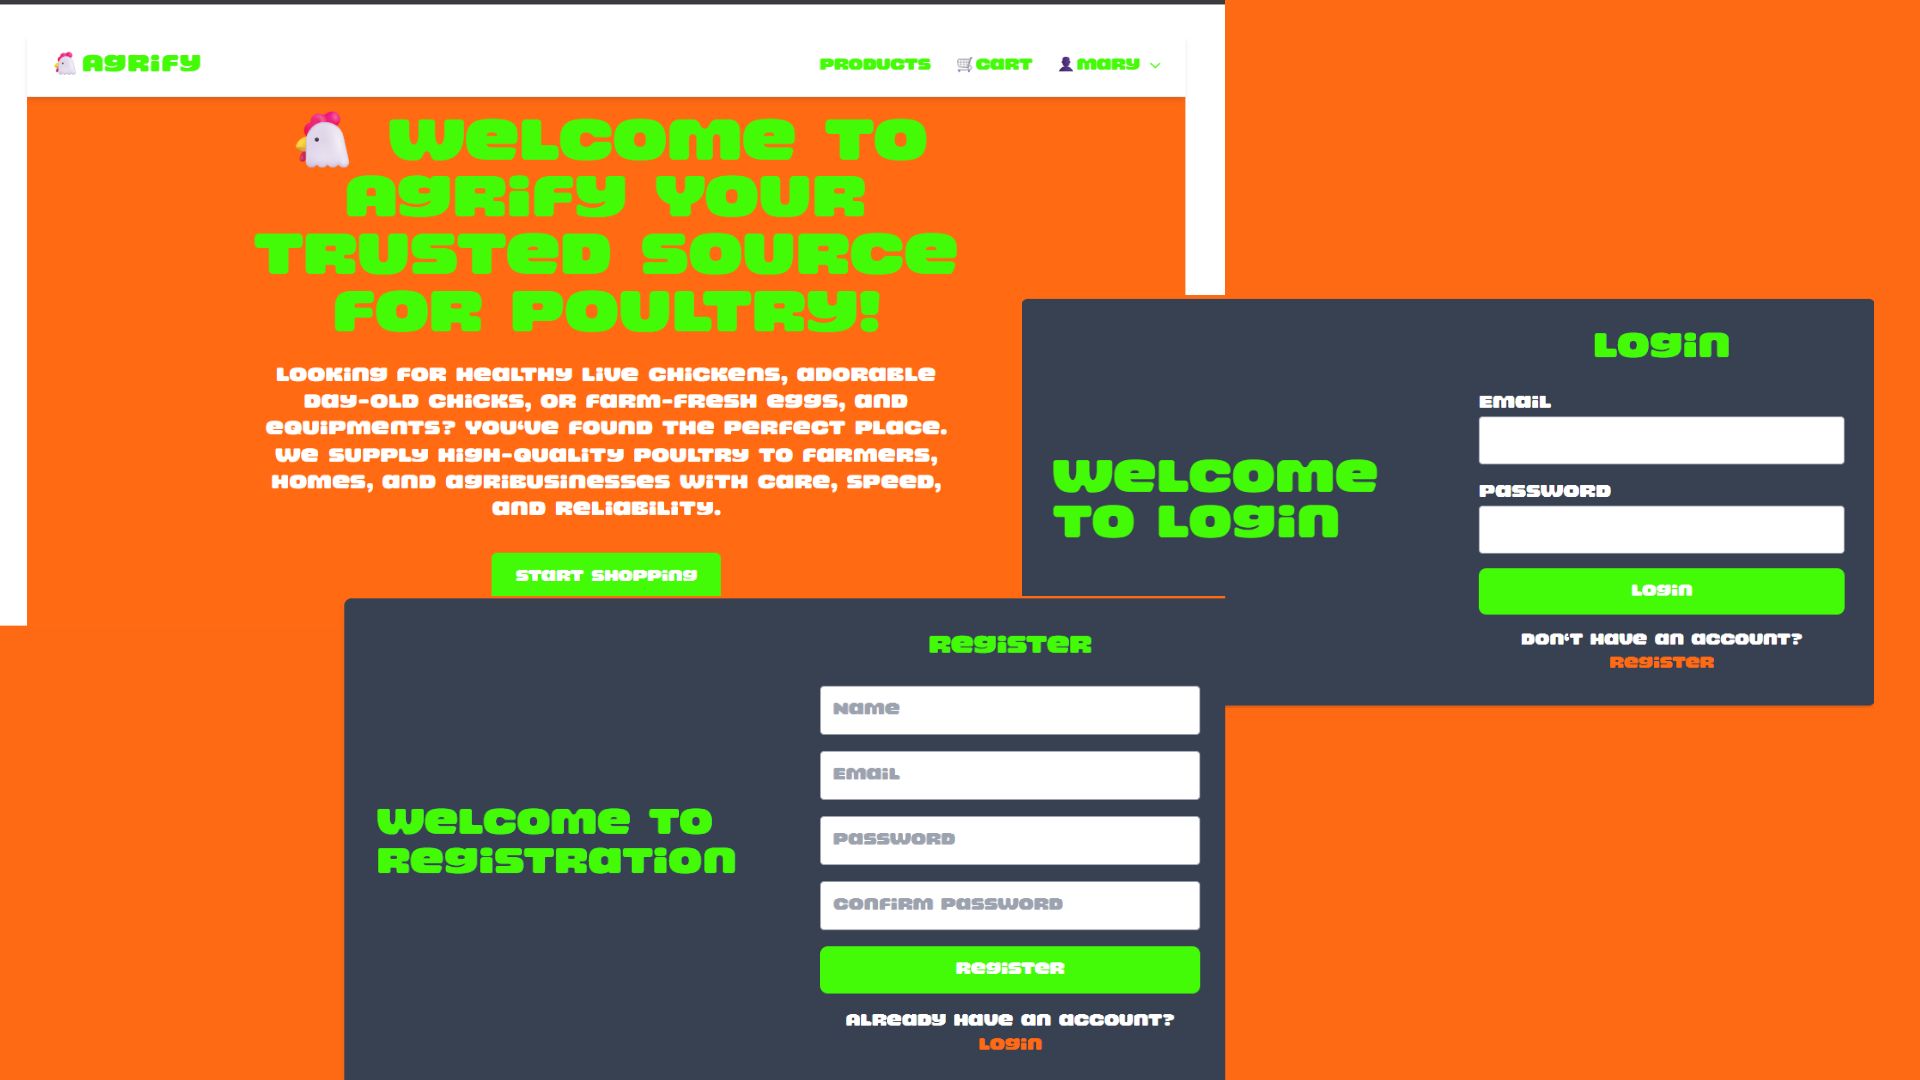 AGRIFY
PRODUCTS CART MARY
WELCOME TO
AGRIFY YOUR
TRUSTED SOURCE
FOR POULTRY!
LOOKING FOR HEALTHY LIVE CHICKENS, ADORABLE
DAY-OLD CHICKS, OR FARM-FRESH EGGS, AND
EQUIPMENTS? YOU'VE FOUND THE PERFECT PLACE.
WE SUPPLY HIGH-QUALITY POULTRY TO FARMERS,
HOMES, AND AGRIBUSINESSES WITH CARE, SPEED,
AND RELIABILITY.
START SHOPPING
WELCOME
TO LOGIN
LOGIN
EMAIL
PASSWORD
LOGIN
DON'T HAVE AN ACCOUNT?
REGISTER
WELCOME TO
REGISTRATION
REGISTER
NAME
EMAIL
PASSWORD
CONFIRM PASSWORD
REGISTER
ALREADY HAVE AN ACCOUNT?
LOGIN